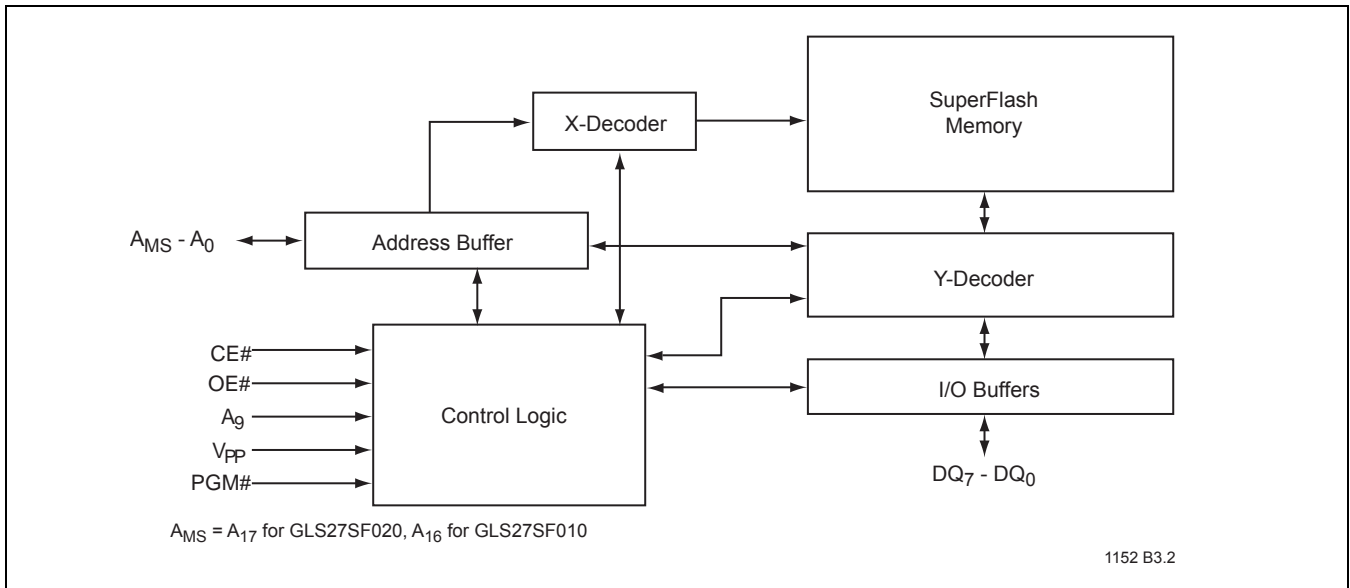 SuperFlash
Memory
X-Decoder
AMS - A0
Address Buffer
Y-Decoder
CE#
OE#
A9
VPP
PGM#
Control Logic
I/O Buffers
DQ7 - DQ0
AMS = A17 for GLS27SF020, A16 for GLS27SF010
1152 B3.2